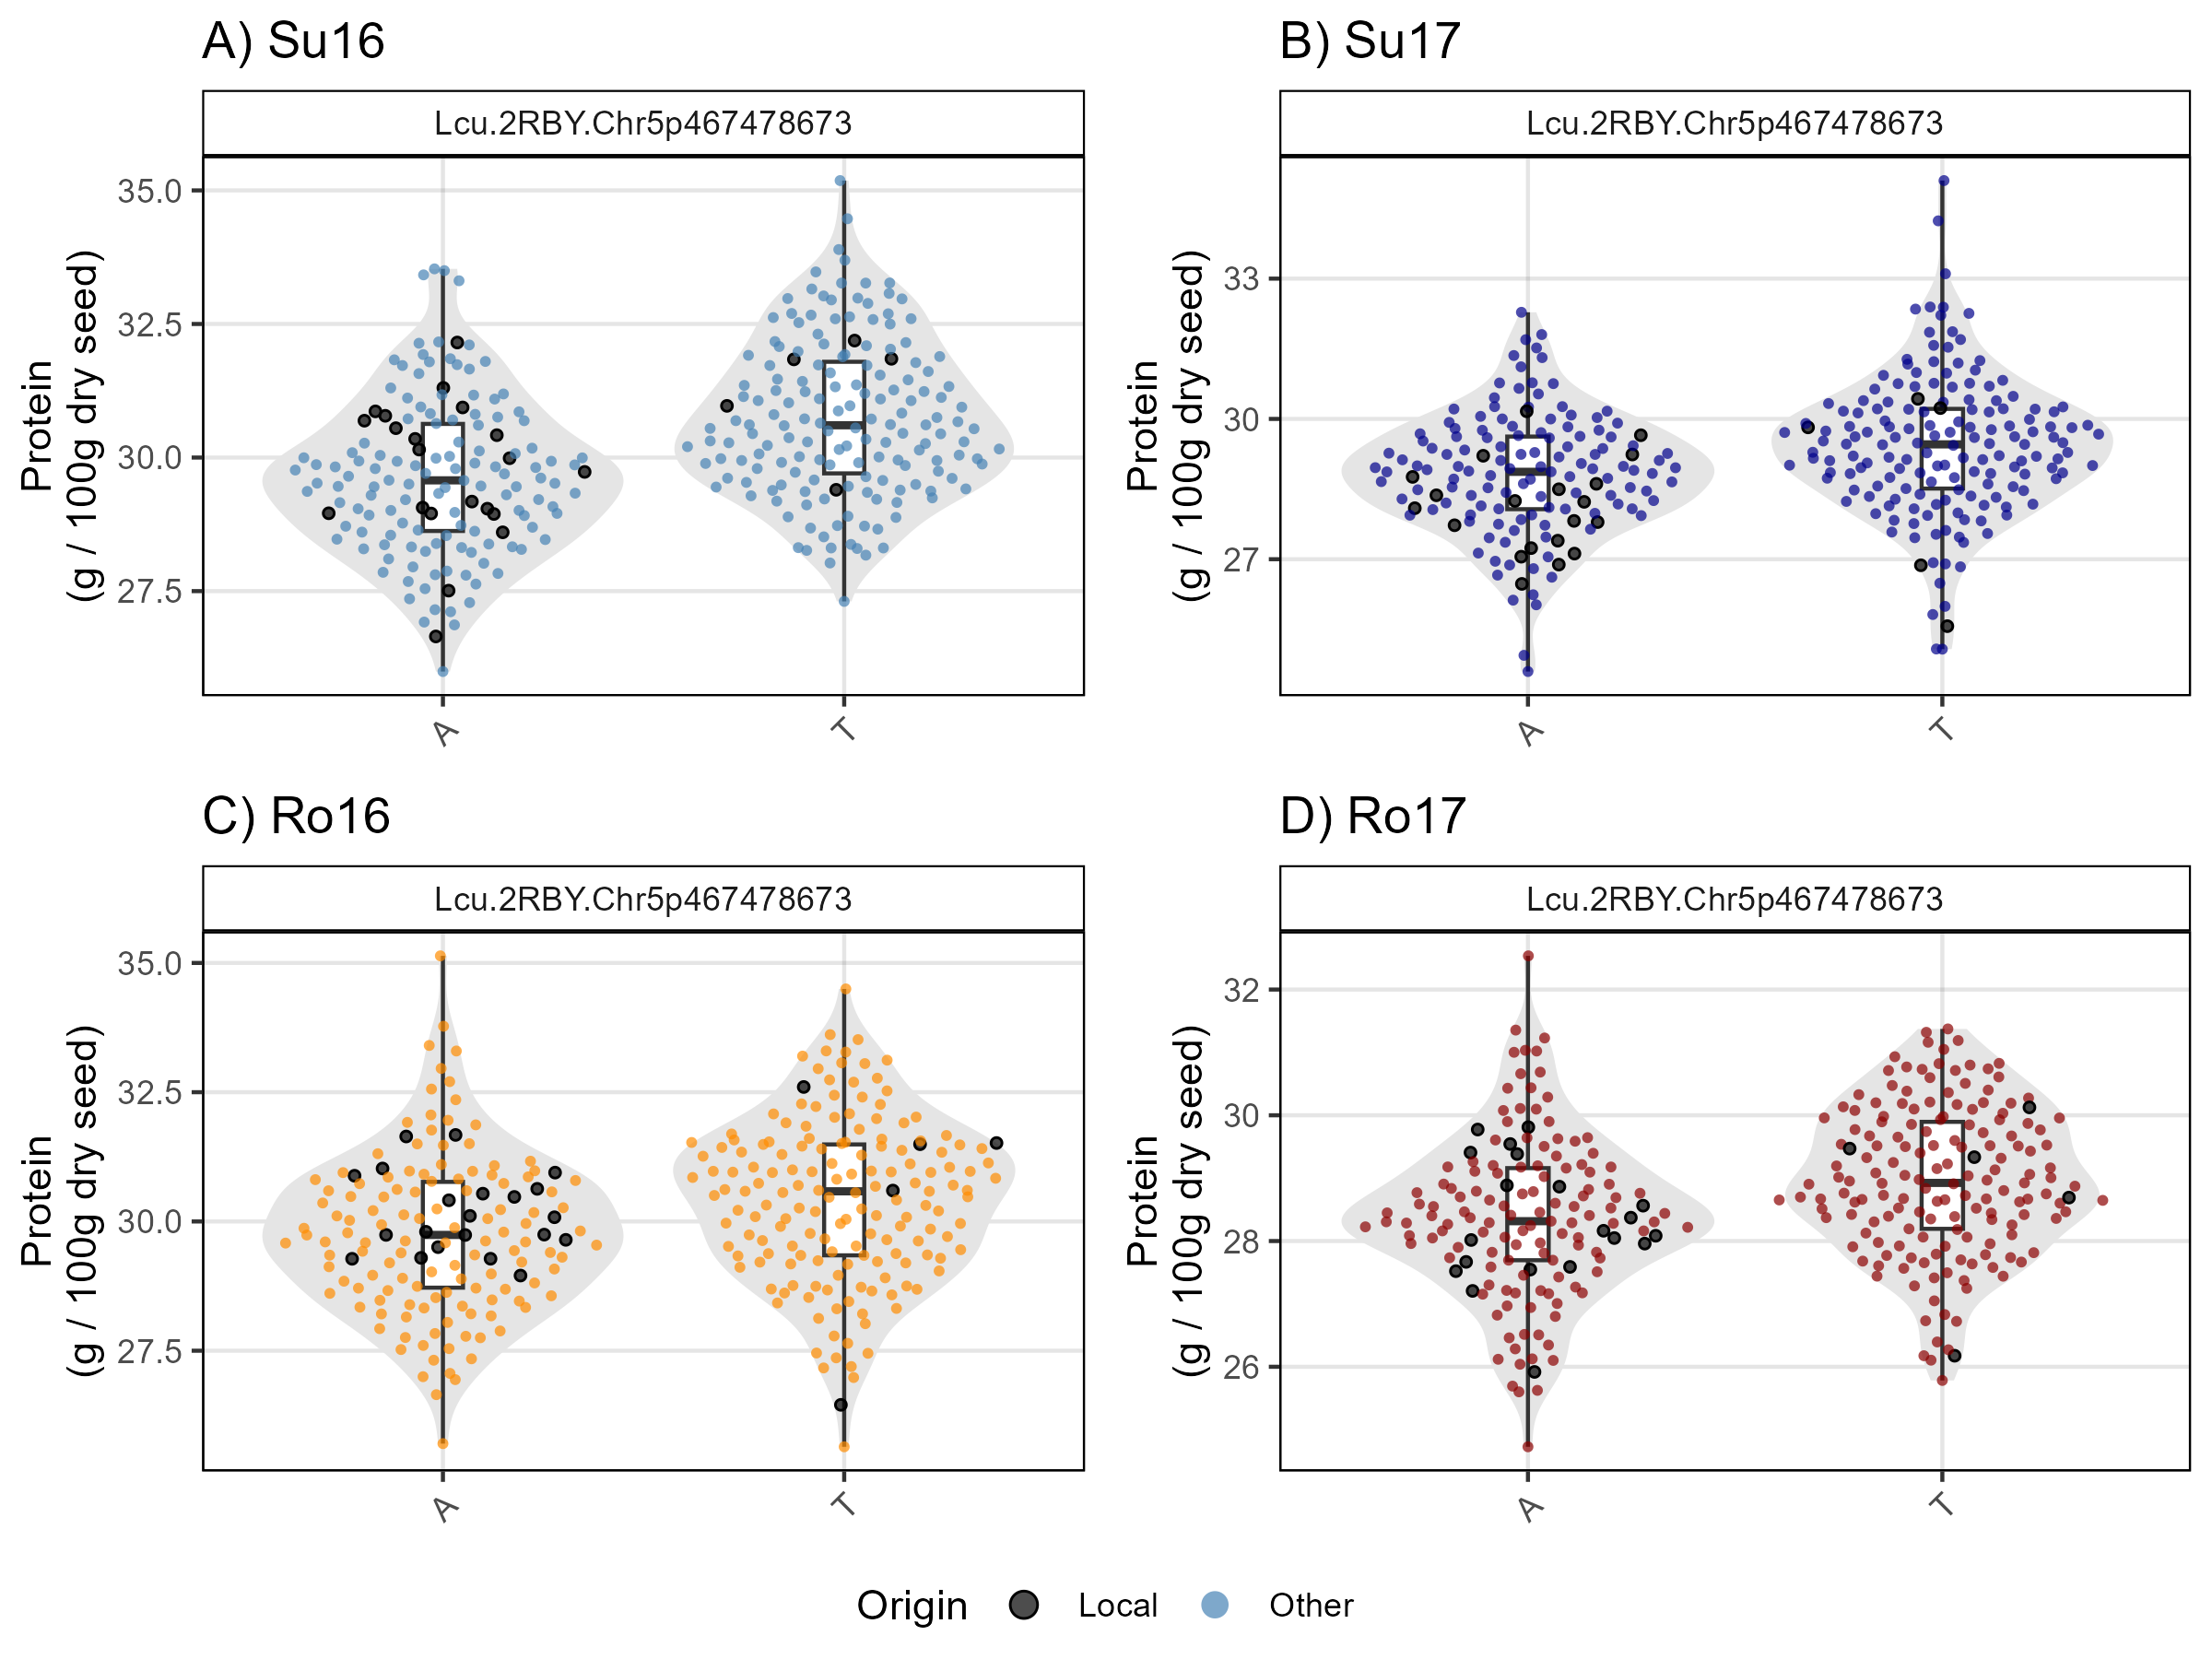 A) Su16
Lcu.2RBY.Chr5p467478673
Protein
(g / 100g dry seed)
35.0
32.5
30.0
27.5
A
T
B) Su17
Lcu.2RBY.Chr5p467478673
Protein
(g / 100g dry seed)
33
30
27
A
T
C) Ro16
Lcu.2RBY.Chr5p467478673
Protein
(g / 100g dry seed)
35.0
32.5
30.0
27.5
A
T
D) Ro17
Lcu.2RBY.Chr5p467478673
Protein
(g / 100g dry seed)
32
30
28
26
A
T
Origin Local Other